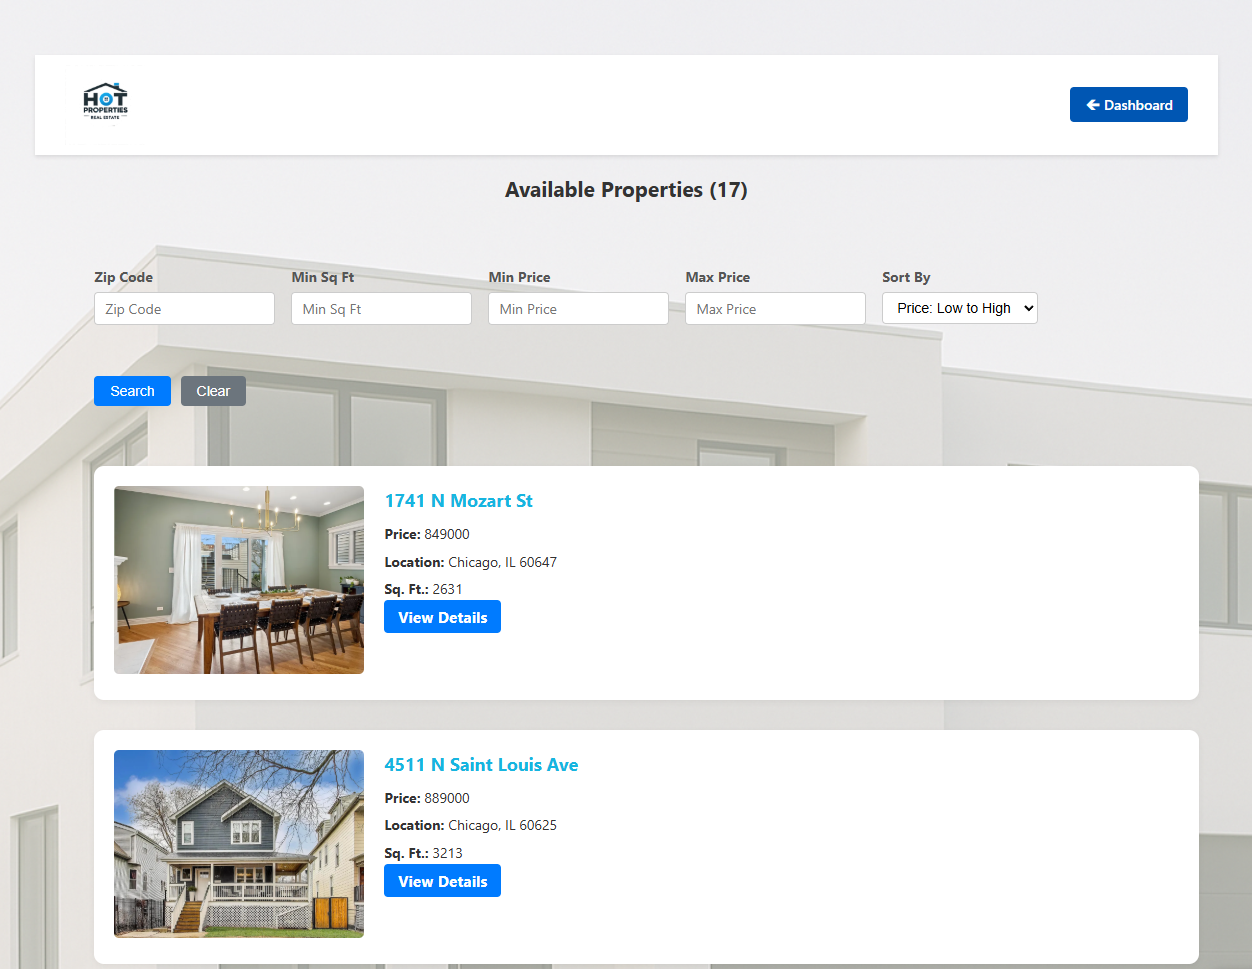 HOT
PROPERTIES
REAL ESTATE
← Dashboard
Available Properties (17)
Zip Code
Min Sq Ft
Min Price
Max Price
Sort By
Zip Code
Min Sq Ft
Min Price
Max Price
Price: Low to High
Search
Clear
1741 N Mozart St
Price: 849000
Location: Chicago, IL 60647
Sq. Ft.: 2631
View Details
4511 N Saint Louis Ave
Price: 889000
Location: Chicago, IL 60625
Sq. Ft.: 3213
View Details